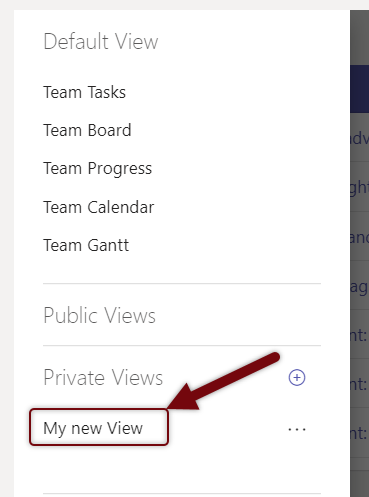 Default View
Team Tasks
Team Board
Team Progress
Team Calendar
Team Gantt
Public Views
Private Views
My new View